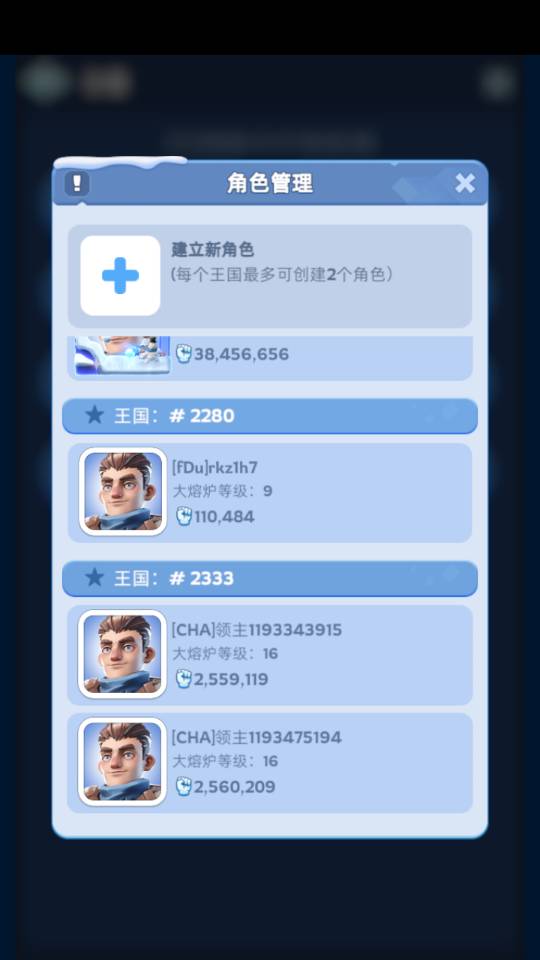 角色管理
建立新角色
(每个王国最多可创建2个角色）
38,456,656
王国：# 2280
[fDu]rkz1h7
大熔炉等级：9
110,484
王国：# 2333
[CHA]领主1193343915
大熔炉等级：16
2,559,119
[CHA]领主1193475194
大熔炉等级：16
2,560,209